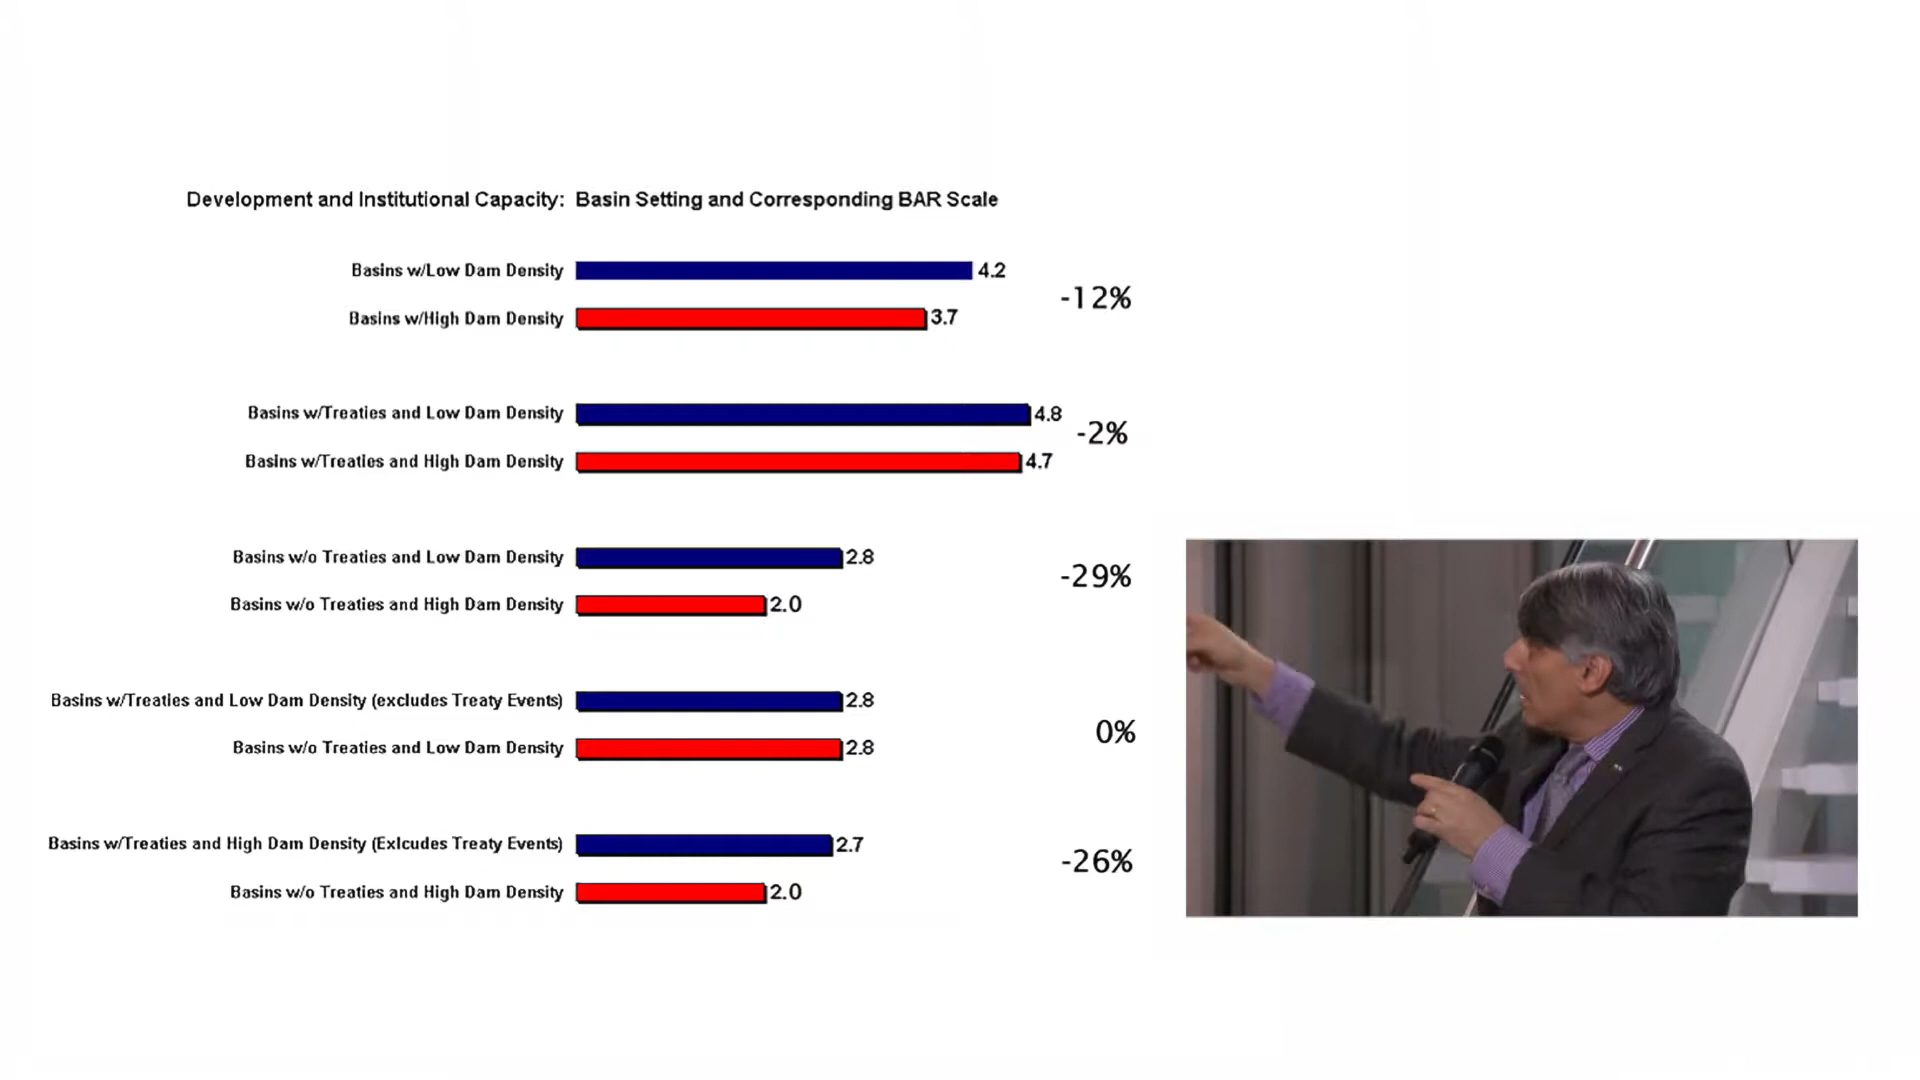 Development and Institutional Capacity: Basin Setting and Corresponding BAR Scale
Basins w/Low Dam Density 4.2
-12%
Basins w/High Dam Density 3.7
Basins w/Treaties and Low Dam Density 4.8
-2%
Basins w/Treaties and High Dam Density 4.7
Basins w/o Treaties and Low Dam Density 2.8
-29%
Basins w/o Treaties and High Dam Density 2.0
Basins w/Treaties and Low Dam Density (excludes Treaty Events) 2.8
0%
Basins w/o Treaties and Low Dam Density 2.8
Basins w/Treaties and High Dam Density (Exlcudes Treaty Events) 2.7
-26%
Basins w/o Treaties and High Dam Density 2.0